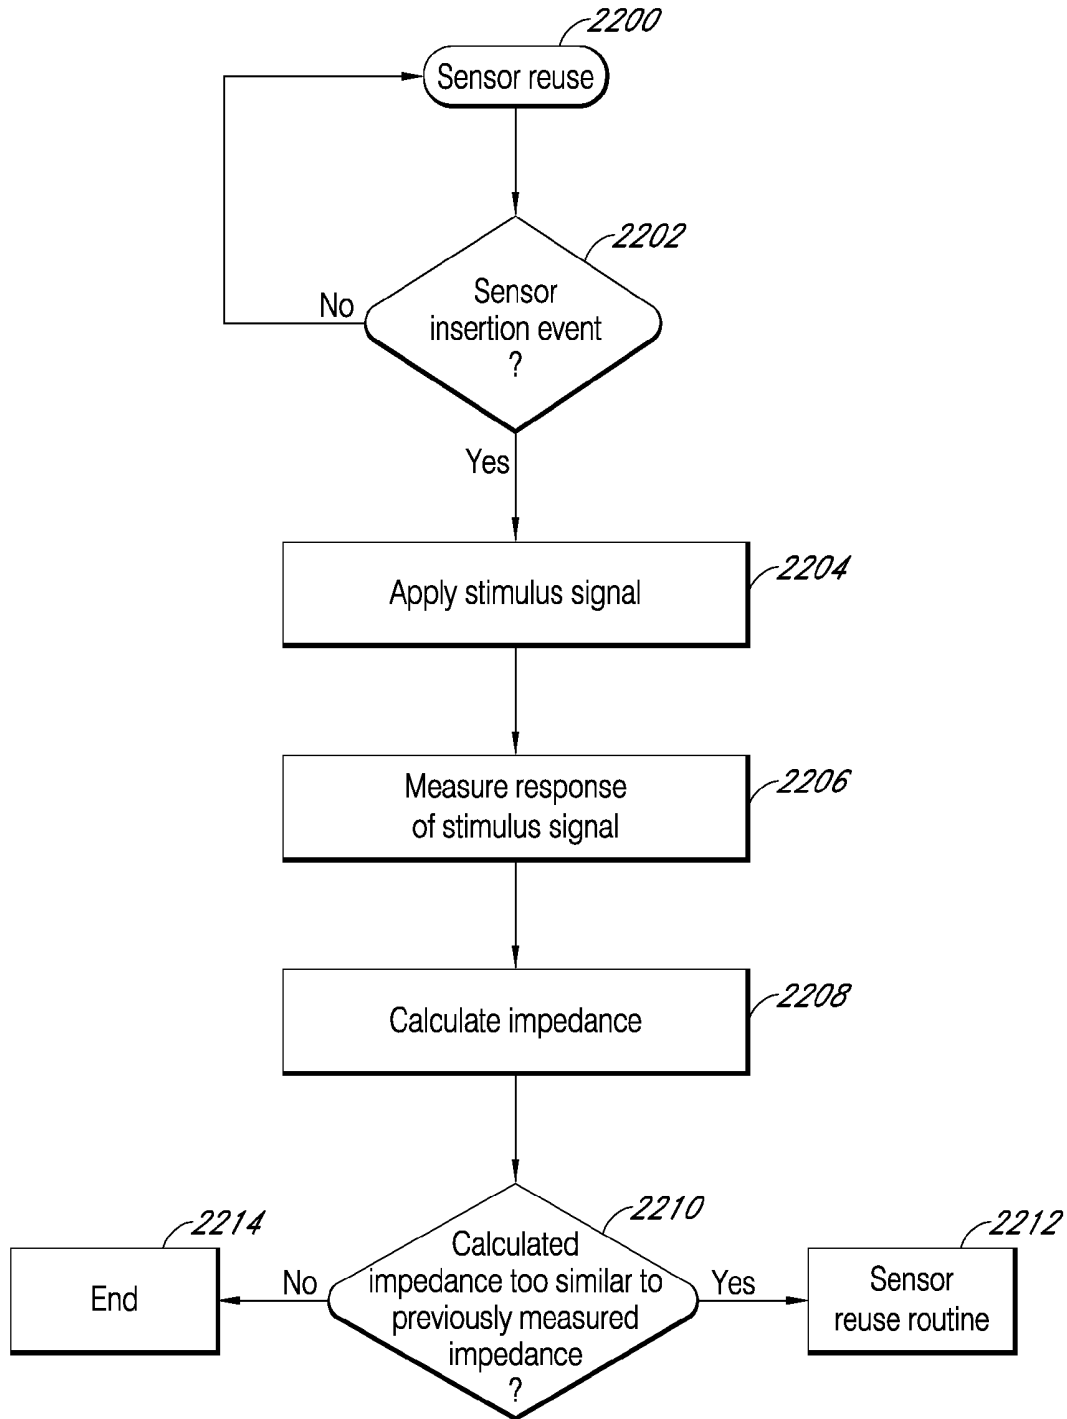 2200
Sensor reuse
2202
Sensor
insertion event
?
No
Yes
2204
Apply stimulus signal
2206
Measure response
of stimulus signal
2208
Calculate impedance
2210
Calculated
impedance too similar to
previously measured
impedance
?
No
Yes
2214
End
2212
Sensor
reuse routine